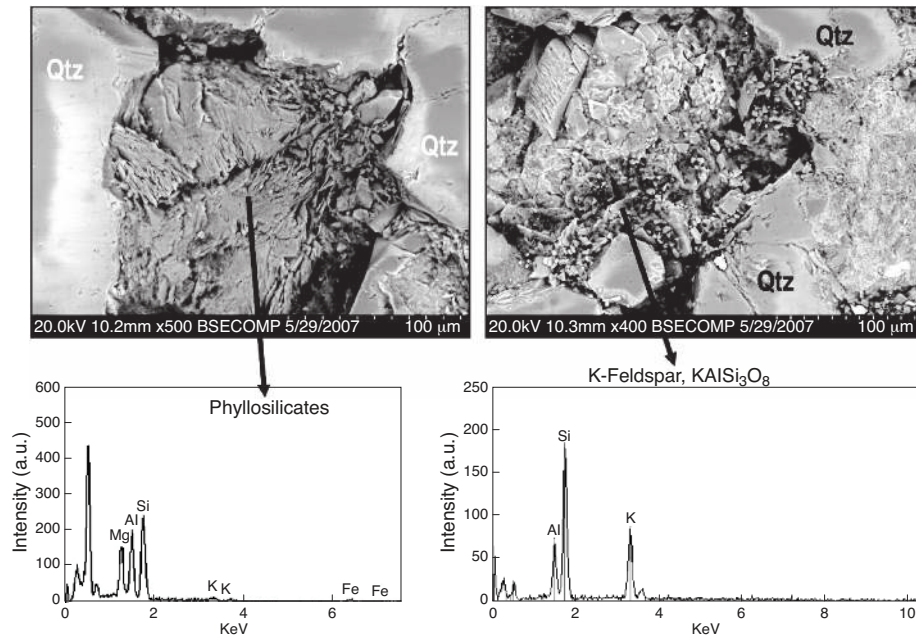 Qtz
Qtz
20.0kV 10.2mm x500 BSECOMP 5/29/2007 100 µm
Qtz
Qtz
20.0kV 10.3mm x400 BSECOMP 5/29/2007 100 µm
Phyllosilicates
600
500
400
300
200
100
0
Intensity (a.u.)
Mg
Al
Si
K
K
Fe
Fe
0
2
4
6
KeV
K-Feldspar, KAlSi₃O₈
250
200
150
100
50
0
Intensity (a.u.)
Al
Si
K
0
2
4
6
8
10
KeV